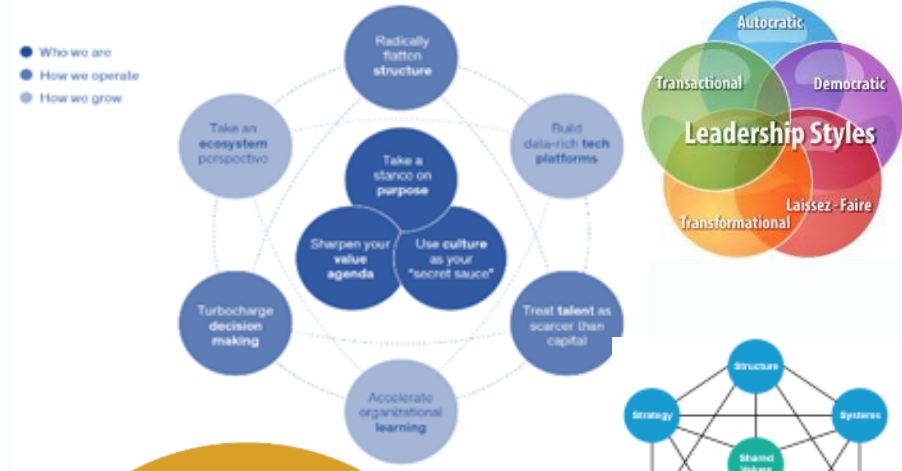 Who we are
How we operate
How we grow
Radically
flatten
structure
Take an
ecosystem
perspective
Build
data-rich tech
platforms
Take a
stance on
purpose
Sharpen your
value
agenda
Use culture
as your
"secret sauce"
Turbocharge
decision
making
Treat talent as
scarcer than
capital
Accelerate
organizational
learning
Autocratic
Transactional
Democratic
Leadership Styles
Laissez-Faire
Transformational
Structure
Strategy
Systems
Shared
Values